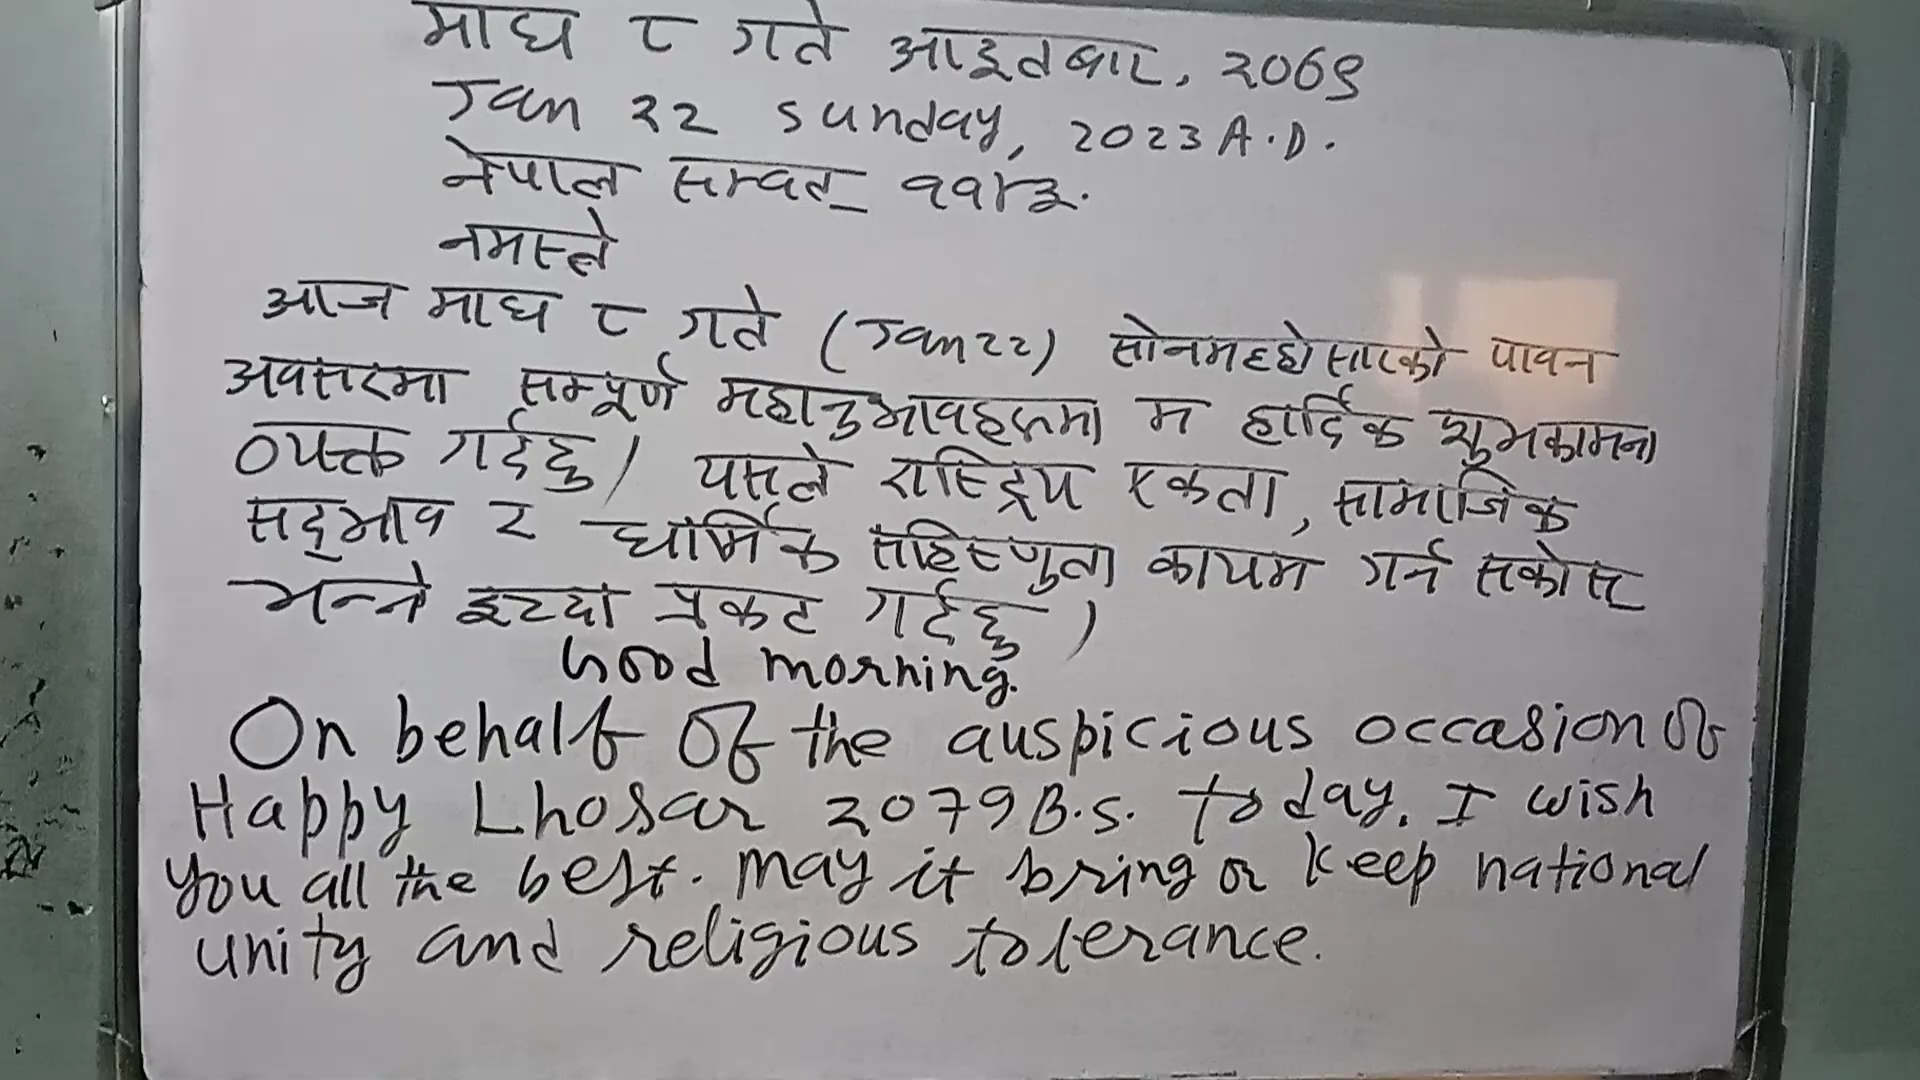 माघ ८ गते आइतबार, २०७९
Jan 22 sunday, 2023 A.D.
नेपाल सम्वत् ११४३.
नमस्ते
आज माघ ८ गते (Jan 22) सोनमल्होसारको पावन
अवसरमा सम्पूर्ण महानुभावहरूमा म हार्दिक शुभकामना
व्यक्त गर्दछु। यसले रास्ट्रिय एकता, सामाजिक
सद्भाव र धार्मिक सहिस्णुता कायम गर्न सकोस्
भन्ने इच्छा प्रकट गर्दछु।
Good morning.
On behalf of the auspicious occasion of
Happy Lhosar 2079 B.S. today. I wish
you all the best. May it bring or keep national
unity and religious tolerance.